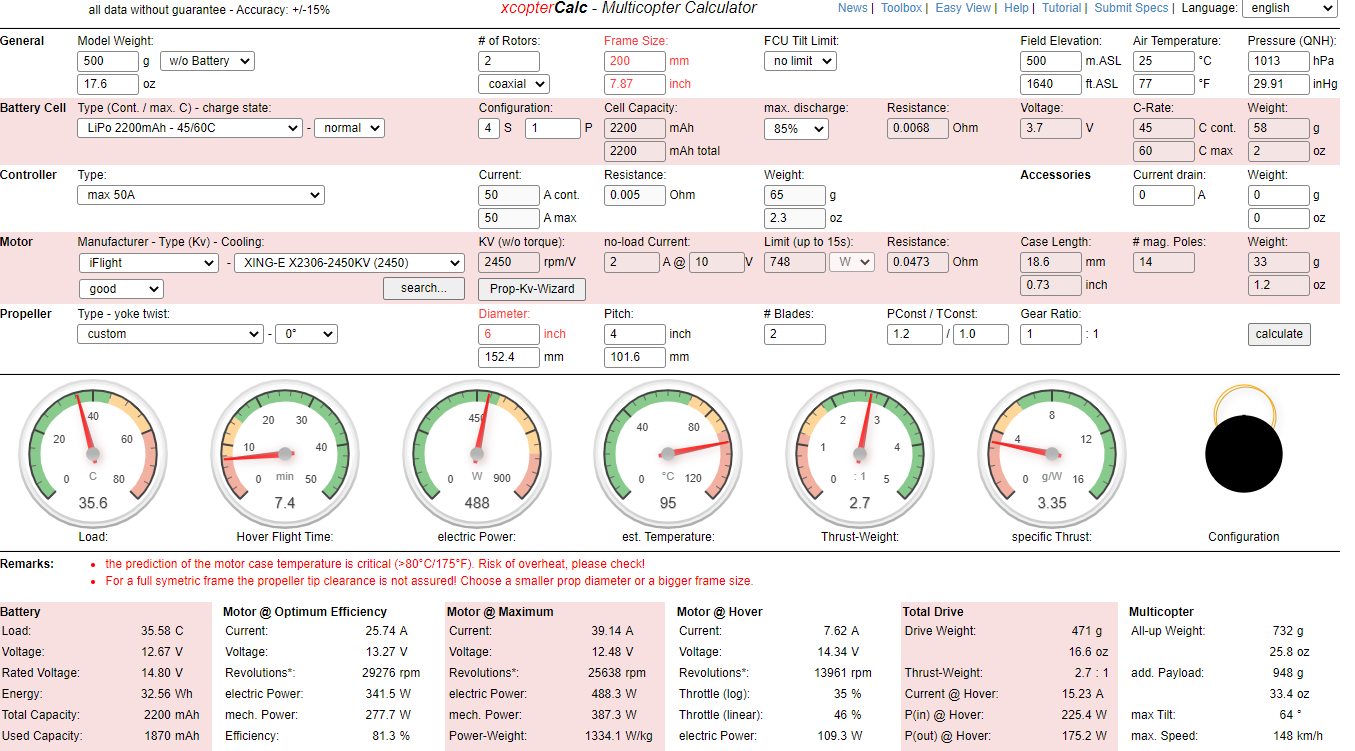 all data without guarantee - Accuracy: +/-15%
xcopterCalc - Multicopter Calculator
News | Toolbox | Easy View | Help | Tutorial | Submit Specs | Language: english
General Model Weight: # of Rotors: Frame Size: FCU Tilt Limit: Field Elevation: Air Temperature: Pressure (QNH):
500 g w/o Battery 2 200 mm no limit 500 m.ASL 25 °C 1013 hPa
17.6 oz coaxial 7.87 inch 1640 ft.ASL 77 °F 29.91 inHg
Battery Cell Type (Cont. / max. C) - charge state: Configuration: Cell Capacity: max. discharge: Resistance: Voltage: C-Rate: Weight:
LiPo 2200mAh - 45/60C - normal 4 S 1 P 2200 mAh 85% 0.0068 Ohm 3.7 V 45 C cont. 58 g
2200 mAh total 60 C max 2 oz
Controller Type: Current: Resistance: Weight: Accessories Current drain: Weight:
max 50A 50 A cont. 0.005 Ohm 65 g 0 A 0 g
50 A max 2.3 oz 0 oz
Motor Manufacturer - Type (Kv) - Cooling: KV (w/o torque): no-load Current: Limit (up to 15s): Resistance: Case Length: # mag. Poles: Weight:
iFlight - XING-E X2306-2450KV (2450) 2450 rpm/V 2 A @ 10 V 748 W 0.0473 Ohm 18.6 mm 14 33 g
good search... Prop-Kv-Wizard 0.73 inch 1.2 oz
Propeller Type - yoke twist: Diameter: Pitch: # Blades: PConst / TConst: Gear Ratio:
custom - 0° 6 inch 4 inch 2 1.2 / 1.0 1 : 1 calculate
152.4 mm 101.6 mm
0 20 40 60 80 C 35.6
0 10 20 30 40 50 min 7.4
0 450 900 W 488
0 40 80 120 °C 95
0 1 2 3 4 5 : 1 2.7
0 4 8 12 16 g/W 3.35
Load: Hover Flight Time: electric Power: est. Temperature: Thrust-Weight: specific Thrust: Configuration
Remarks: • the prediction of the motor case temperature is critical (>80°C/175°F). Risk of overheat, please check!
• For a full symetric frame the propeller tip clearance is not assured! Choose a smaller prop diameter or a bigger frame size.
Battery Motor @ Optimum Efficiency Motor @ Maximum Motor @ Hover Total Drive Multicopter
Load: 35.58 C Current: 25.74 A Current: 39.14 A Current: 7.62 A Drive Weight: 471 g All-up Weight: 732 g
Voltage: 12.67 V Voltage: 13.27 V Voltage: 12.48 V Voltage: 14.34 V 16.6 oz 25.8 oz
Rated Voltage: 14.80 V Revolutions*: 29276 rpm Revolutions*: 25638 rpm Revolutions*: 13961 rpm Thrust-Weight: 2.7 : 1 add. Payload: 948 g
Energy: 32.56 Wh electric Power: 341.5 W electric Power: 488.3 W Throttle (log): 35 % Current @ Hover: 15.23 A 33.4 oz
Total Capacity: 2200 mAh mech. Power: 277.7 W mech. Power: 387.3 W Throttle (linear): 46 % P(in) @ Hover: 225.4 W max Tilt: 64 °
Used Capacity: 1870 mAh Efficiency: 81.3 % Power-Weight: 1334.1 W/kg electric Power: 109.3 W P(out) @ Hover: 175.2 W max. Speed: 148 km/h